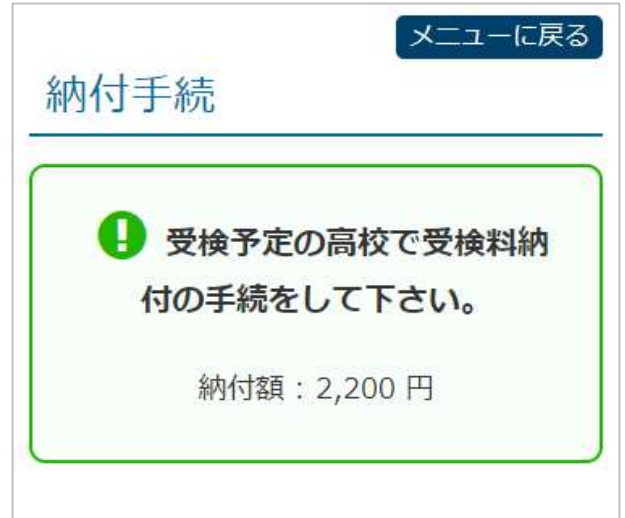 メニューに戻る
納付手続
! 受検予定の高校で受検料納
付の手続をして下さい。
納付額：2,200 円